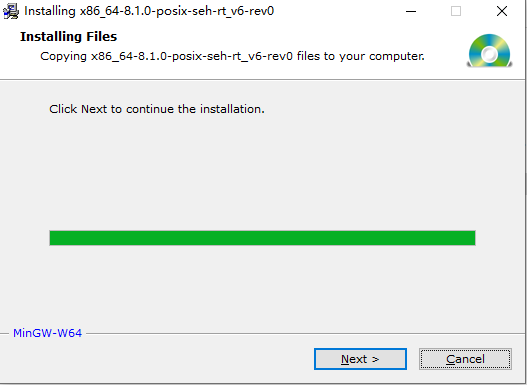 Installing x86_64-8.1.0-posix-seh-rt_v6-rev0
Installing Files
Copying x86_64-8.1.0-posix-seh-rt_v6-rev0 files to your computer.
Click Next to continue the installation.
MinGW-W64
Next >
Cancel